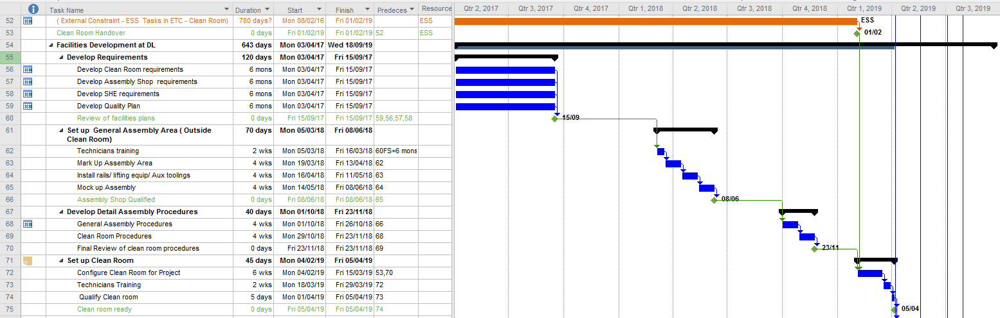 Task Name Duration Start Finish Predeces Resource Qtr 2, 2017 Qtr 3, 2017 Qtr 4, 2017 Qtr 1, 2018 Qtr 2, 2018 Qtr 3, 2018 Qtr 4, 2018 Qtr 1, 2019 Qtr 2, 2019 Qtr 3, 2019
52 ( External Constraint - ESS Tasks in ETC - Clean Room) 780 days? Mon 08/02/16 Fri 01/02/19 ESS ESS
53 Clean Room Handover 0 days Fri 01/02/19 Fri 01/02/19 52 ESS 01/02
54 Facilities Development at DL 643 days Mon 03/04/17 Wed 18/09/19
55 Develop Requirements 120 days Mon 03/04/17 Fri 15/09/17
56 Develop Clean Room requirements 6 mons Mon 03/04/17 Fri 15/09/17
57 Develop Assembly Shop requirements 6 mons Mon 03/04/17 Fri 15/09/17
58 Develop SHE requirements 6 mons Mon 03/04/17 Fri 15/09/17
59 Develop Quality Plan 6 mons Mon 03/04/17 Fri 15/09/17
60 Review of facilities plans 0 days Fri 15/09/17 Fri 15/09/17 59,56,57,58 15/09
61 Set up General Assembly Area ( Outside 70 days Mon 05/03/18 Fri 08/06/18
Clean Room)
62 Technicians training 2 wks Mon 05/03/18 Fri 16/03/18 60FS+6 mons
63 Mark Up Assembly Area 4 wks Mon 19/03/18 Fri 13/04/18 62
64 Install rails/ lifting equip/ Aux toolings 4 wks Mon 16/04/18 Fri 11/05/18 63
65 Mock up Assembly 4 wks Mon 14/05/18 Fri 08/06/18 64
66 Assembly Shop Qualified 0 days Fri 08/06/18 Fri 08/06/18 65 08/06
67 Develop Detail Assembly Procedures 40 days Mon 01/10/18 Fri 23/11/18
68 General Assembly Procedures 4 wks Mon 01/10/18 Fri 26/10/18 66
69 Clean Room Procedures 4 wks Mon 29/10/18 Fri 23/11/18 68
70 Final Review of clean room procedures 0 days Fri 23/11/18 Fri 23/11/18 69 23/11
71 Set up Clean Room 45 days Mon 04/02/19 Fri 05/04/19
72 Configure Clean Room for Project 6 wks Mon 04/02/19 Fri 15/03/19 53,70
73 Technicians Training 2 wks Mon 18/03/19 Fri 29/03/19 72
74 Qualify Clean room 5 days Mon 01/04/19 Fri 05/04/19 73
75 Clean room ready 0 days Fri 05/04/19 Fri 05/04/19 74 05/04